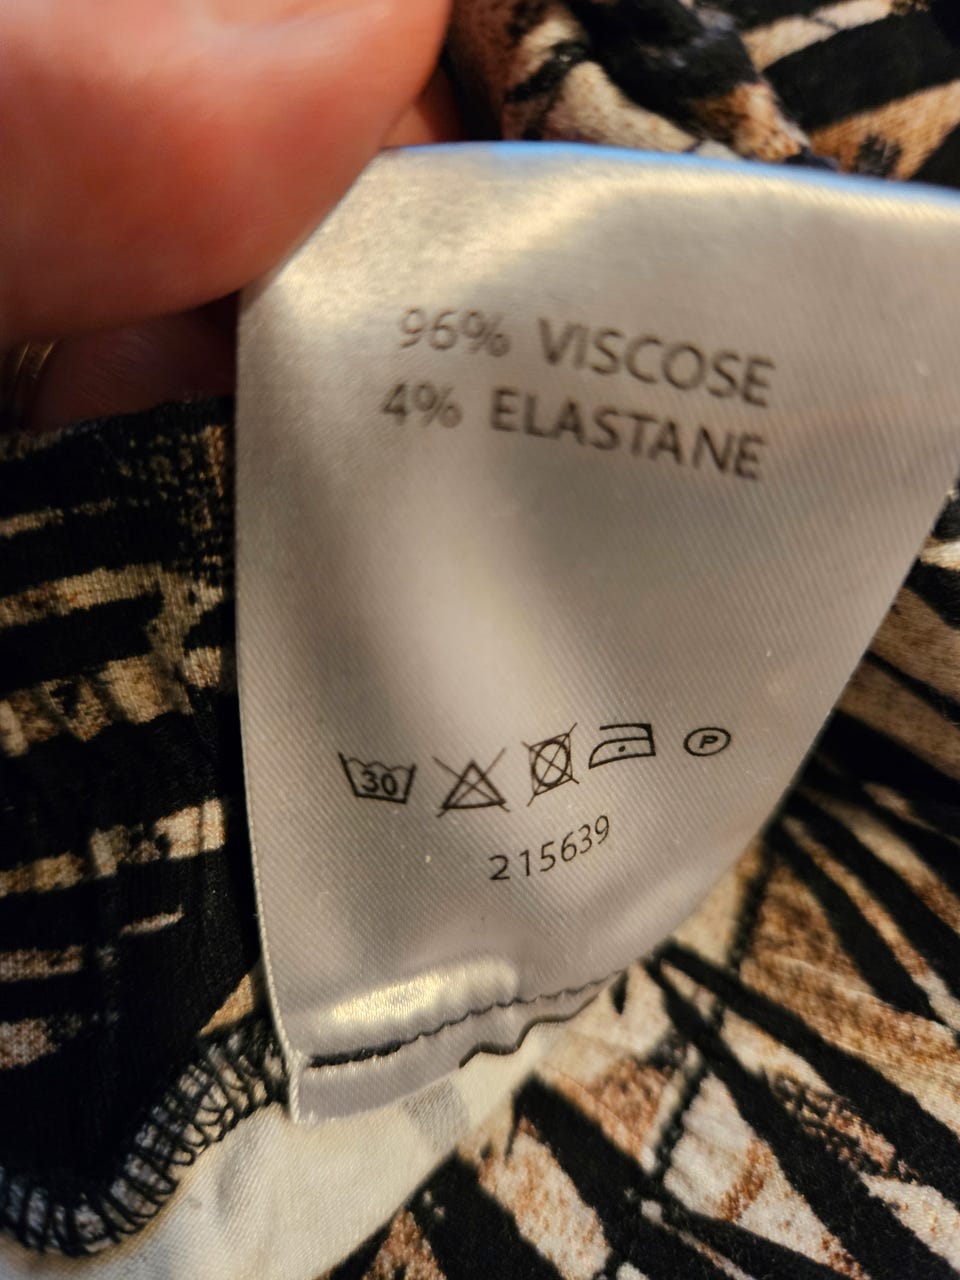 96% VISCOSE
4% ELASTANE
30 P
215639